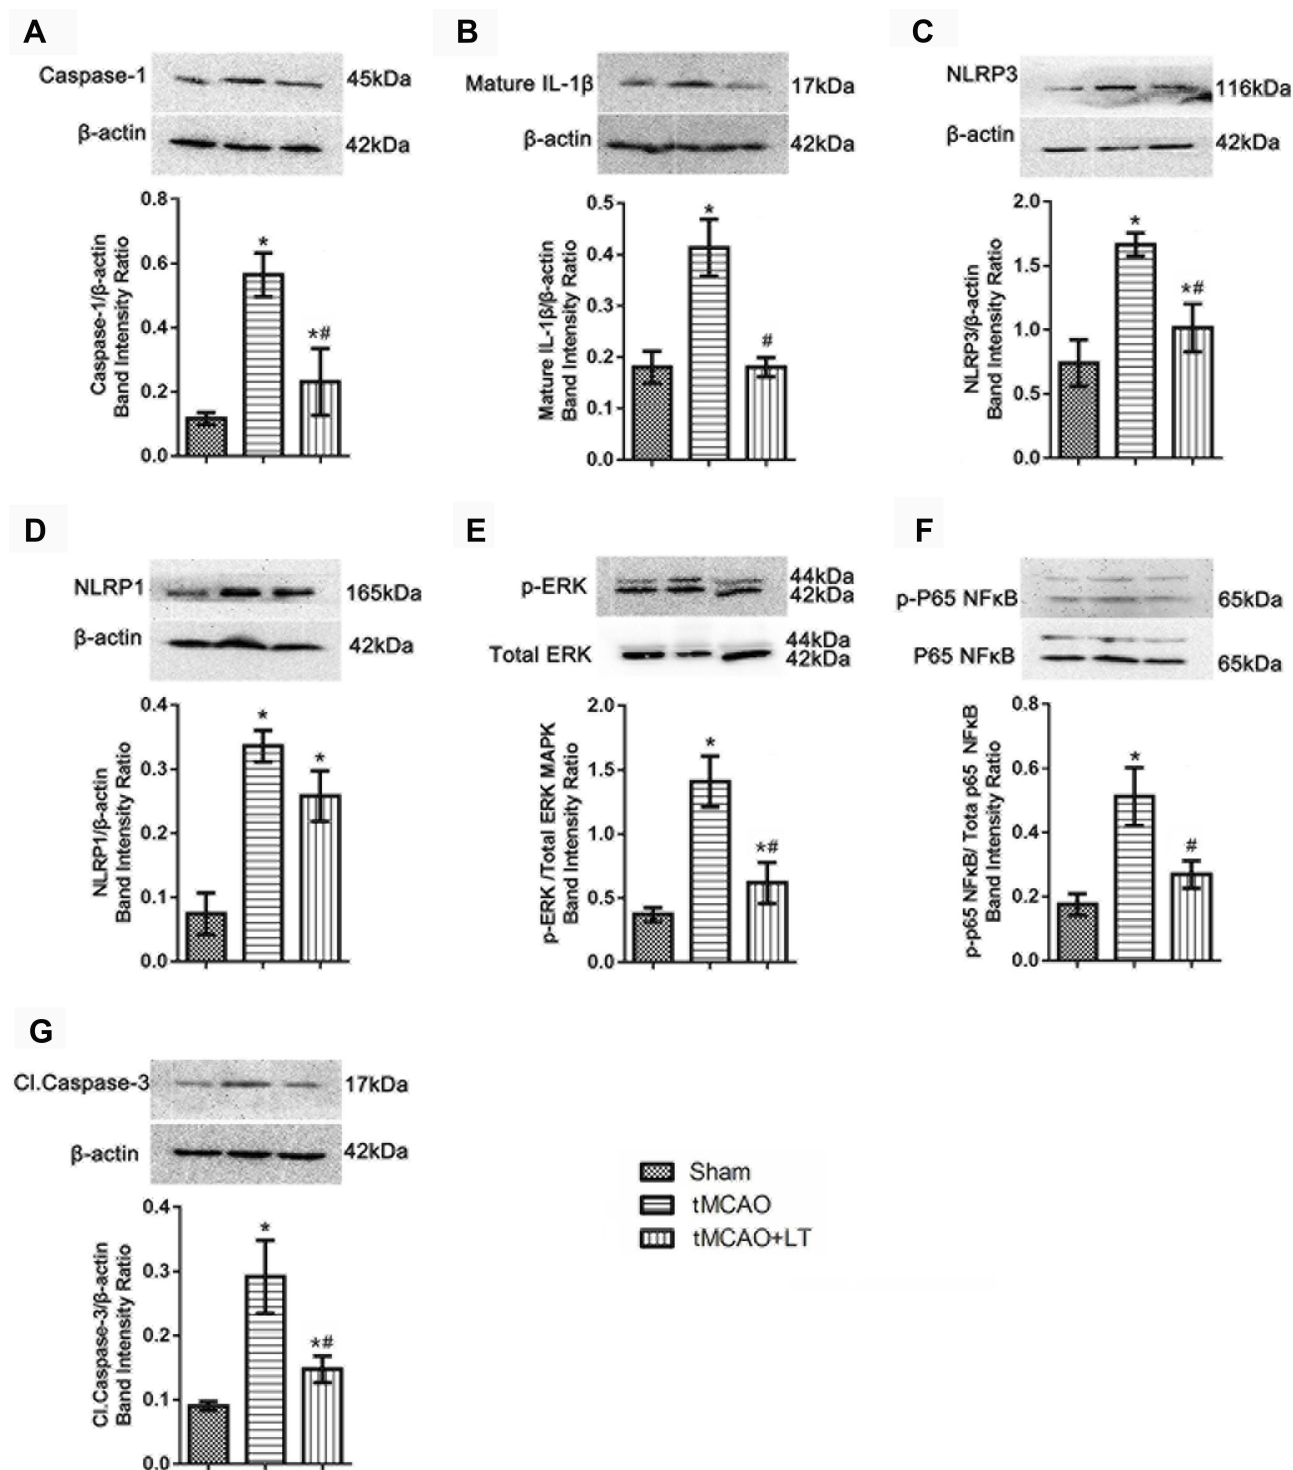 A
Caspase-1
45kDa
β-actin
42kDa
Caspase-1/β-actin
Band Intensity Ratio
0.8
0.6
0.4
0.2
0.0
*
*#
B
Mature IL-1β
17kDa
β-actin
42kDa
Mature IL-1β/β-actin
Band Intensity Ratio
0.5
0.4
0.3
0.2
0.1
0.0
*
#
C
NLRP3
116kDa
β-actin
42kDa
NLRP3/β-actin
Band Intensity Ratio
2.0
1.5
1.0
0.5
0.0
*
*#
D
NLRP1
165kDa
β-actin
42kDa
NLRP1/β-actin
Band Intensity Ratio
0.4
0.3
0.2
0.1
0.0
*
*
E
p-ERK
44kDa
42kDa
Total ERK
44kDa
42kDa
p-ERK /Total ERK MAPK
Band Intensity Ratio
2.0
1.5
1.0
0.5
0.0
*
*#
F
p-P65 NFκB
65kDa
P65 NFκB
65kDa
p-p65 NFκB/ Tota p65 NFκB
Band Intensity Ratio
0.8
0.6
0.4
0.2
0.0
*
#
G
Cl.Caspase-3
17kDa
β-actin
42kDa
Cl.Caspase-3/β-actin
Band Intensity Ratio
0.4
0.3
0.2
0.1
0.0
*
*#
Sham
tMCAO
tMCAO+LT